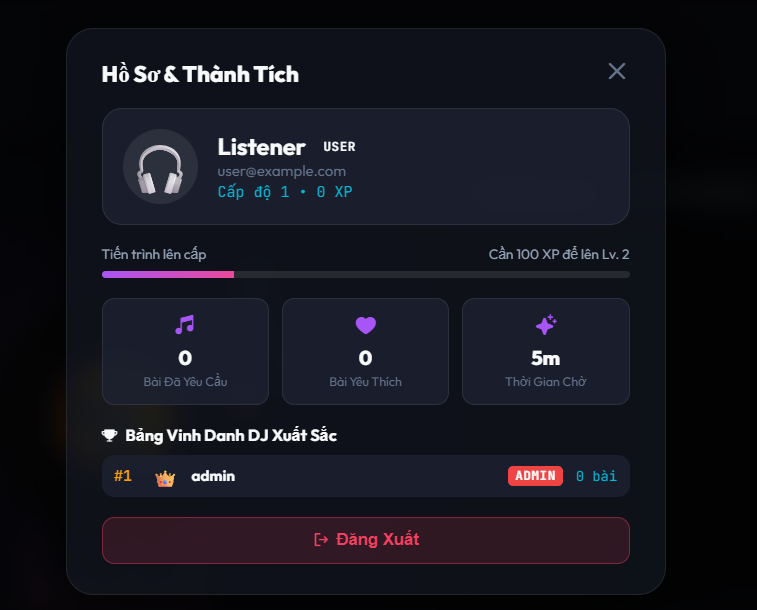 Hồ Sơ & Thành Tích
Listener USER
user@example.com
Cấp độ 1 • 0 XP
Tiến trình lên cấp Cần 100 XP để lên Lv. 2
0 0 5m
Bài Đã Yêu Cầu Bài Yêu Thích Thời Gian Chờ
Bảng Vinh Danh DJ Xuất Sắc
#1 admin ADMIN 0 bài
Đăng Xuất